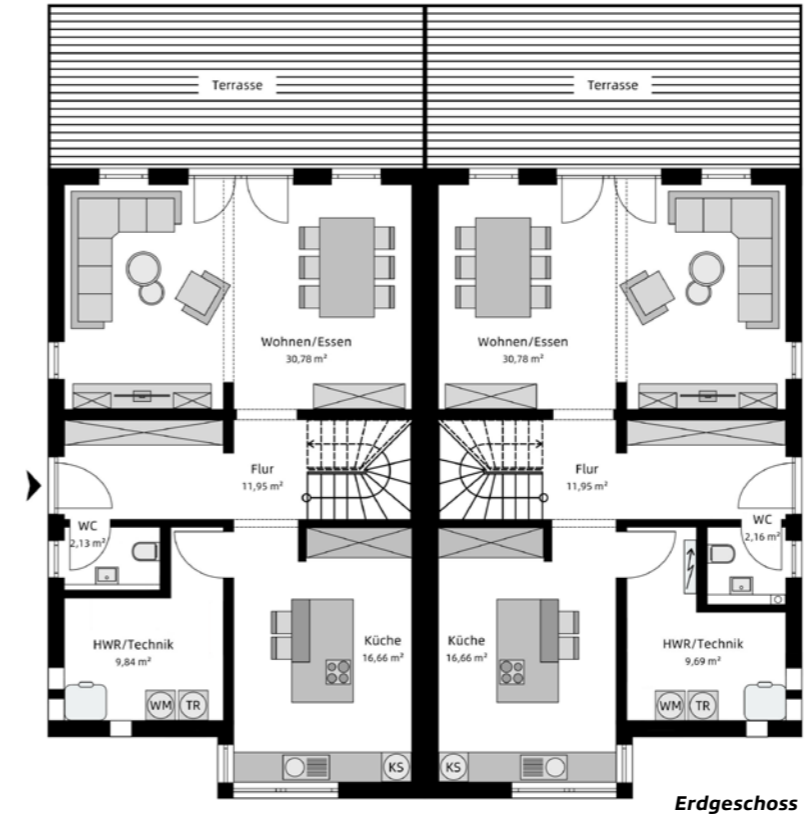 Terrasse
Terrasse
Wohnen/Essen
30,78 m²
Wohnen/Essen
30,78 m²
Flur
11,95 m²
Flur
11,95 m²
WC
2,13 m²
WC
2,16 m²
HWR/Technik
9,84 m²
Küche
16,66 m²
Küche
16,66 m²
HWR/Technik
9,69 m²
WM
TR
WM
TR
KS
KS
Erdgeschoss